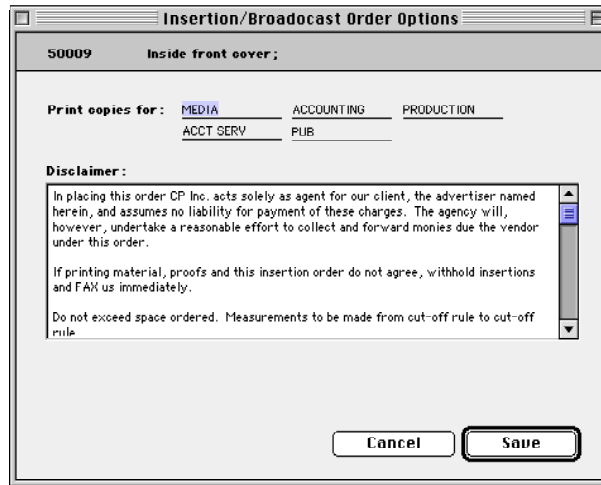 Insertion/Broadcast Order Options
50009 Inside front cover;
Print copies for: MEDIA ACCOUNTING PRODUCTION
ACCT SERV PUB
Disclaimer:
In placing this order CP Inc. acts solely as agent for our client, the advertiser named
herein, and assumes no liability for payment of these charges. The agency will,
however, undertake a reasonable effort to collect and forward monies due the vendor
under this order.
If printing material, proofs and this insertion order do not agree, withhold insertions
and FAX us immediately.
Do not exceed space ordered. Measurements to be made from cut-off rule to cut-off
rule
Cancel Save